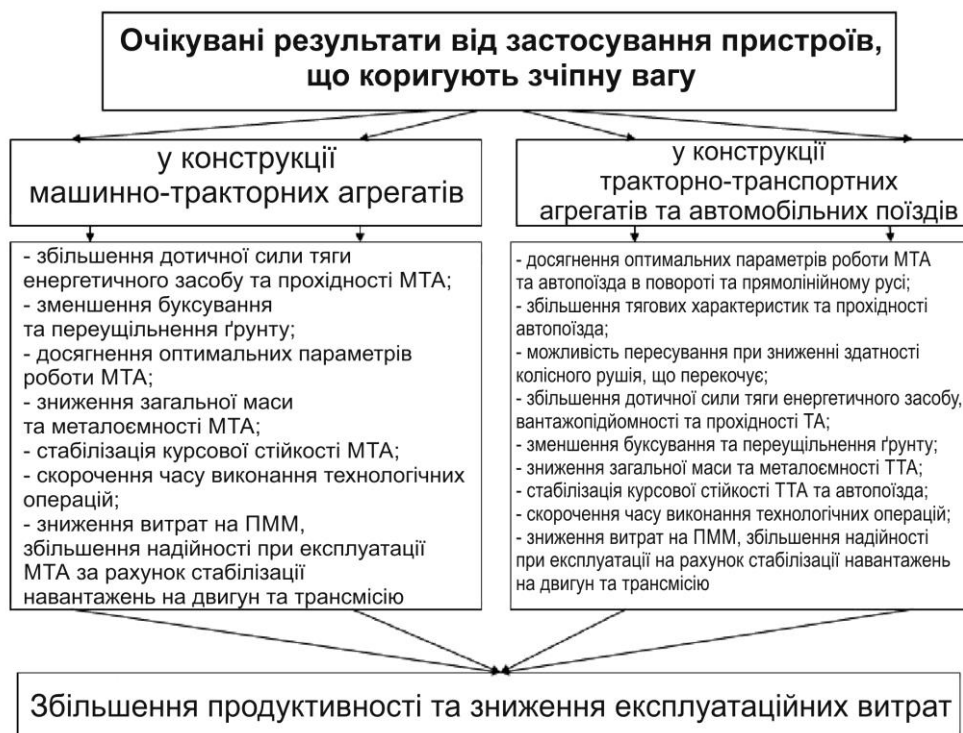 Очікувані результати від застосування пристроїв,
що коригують зчіпну вагу
у конструкції
машинно-тракторних агрегатів
у конструкції
тракторно-транспортних
агрегатів та автомобільних поїздів
- збільшення дотичної сили тяги
енергетичного засобу та прохідності МТА;
- зменшення буксування
та переущільнення ґрунту;
- досягнення оптимальних параметрів
роботи МТА;
- зниження загальної маси
та металоємності МТА;
- стабілізація курсової стійкості МТА;
- скорочення часу виконання технологічних
операцій;
- зниження витрат на ПММ,
збільшення надійності при експлуатації
МТА за рахунок стабілізації
навантажень на двигун та трансмісію
- досягнення оптимальних параметрів роботи МТА
та автопоїзда в повороті та прямолінійному русі;
- збільшення тягових характеристик та прохідності
автопоїзда;
- можливість пересування при зниженні здатності
колісного рушія, що перекочує;
- збільшення дотичної сили тяги енергетичного засобу,
вантажопідйомності та прохідності ТА;
- зменшення буксування та переущільнення ґрунту;
- зниження загальної маси та металоємності ТТА;
- стабілізація курсової стійкості ТТА та автопоїзда;
- скорочення часу виконання технологічних операцій;
- зниження витрат на ПММ, збільшення надійності
при експлуатації на рахунок стабілізації навантажень
на двигун та трансмісію
Збільшення продуктивності та зниження експлуатаційних витрат